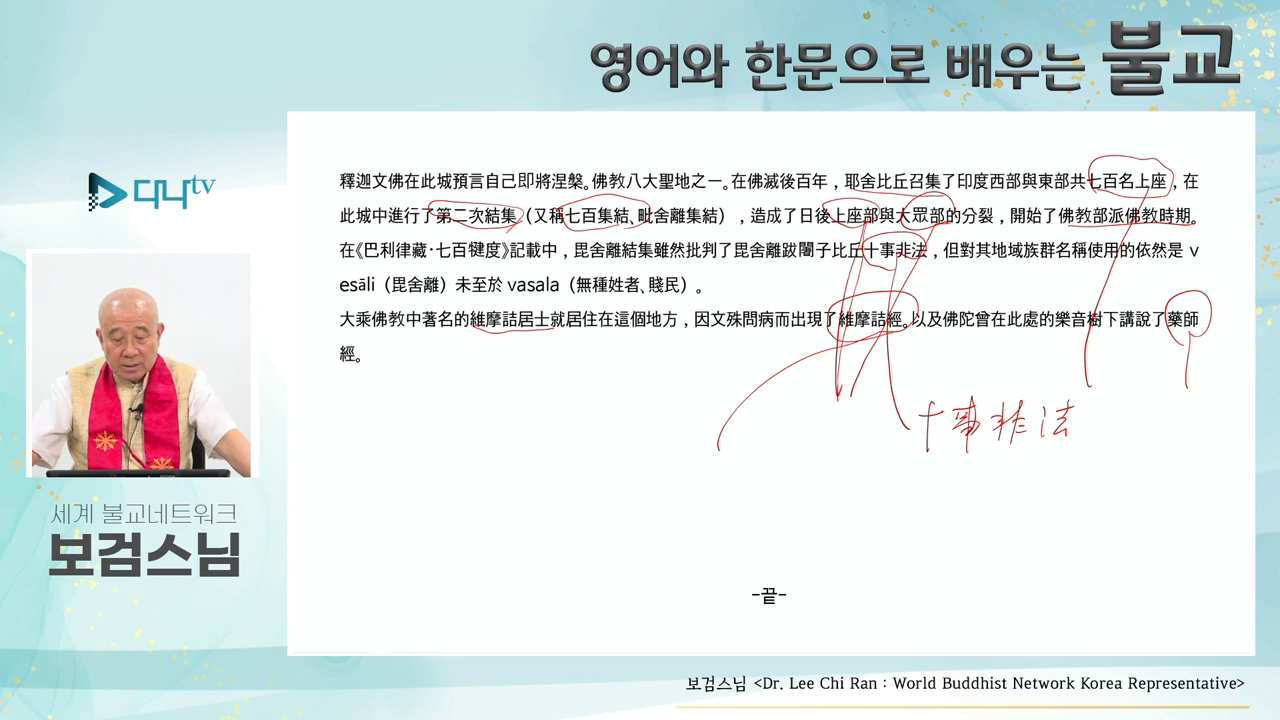 영어와 한문으로 배우는 불교
디나tv
釋迦文佛在此城預言自己即將涅槃。佛教八大聖地之一。在佛滅後百年，耶舍比丘召集了印度西部與東部共七百名上座，在
此城中進行了第二次結集（又稱七百集結、毗舍離集結），造成了日後上座部與大眾部的分裂，開始了佛教部派佛教時期。
在《巴利律藏·七百犍度》記載中，毘舍離結集雖然批判了毘舍離跋闍子比丘十事非法，但對其地域族群名稱使用的依然是 v
esāli（毘舍離）未至於 vasala（無種姓者、賤民）。
大乘佛教中著名的維摩詰居士就居住在這個地方，因文殊問病而出現了維摩詰經。以及佛陀曾在此處的樂音樹下講說了藥師
經。
十事非法
-끝-
세계 불교네트워크
보검스님
보검스님 <Dr. Lee Chi Ran : World Buddhist Network Korea Representative>